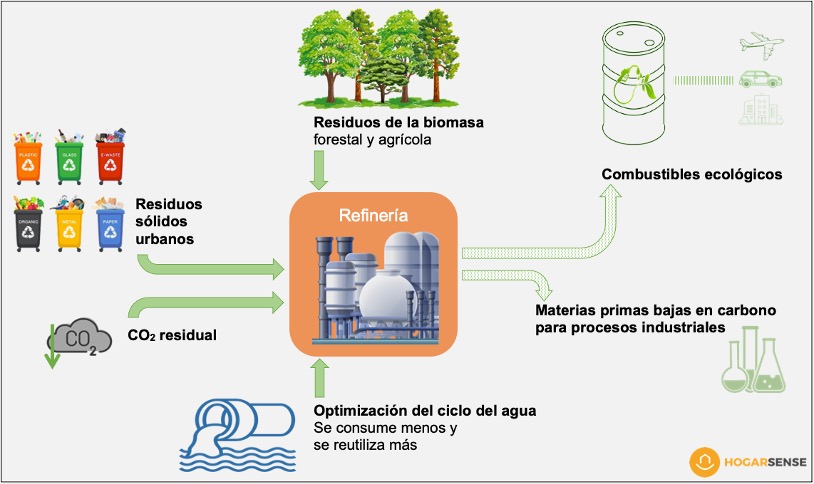 Residuos de la biomasa
forestal y agrícola
Combustibles ecológicos
PLASTIC
GLASS
E-WASTE
ORGANIC
METAL
PAPER
Residuos
sólidos
urbanos
Refinería
CO₂
CO₂ residual
Materias primas bajas en carbono
para procesos industriales
Optimización del ciclo del agua
Se consume menos y
se reutiliza más
HOGARSENSE